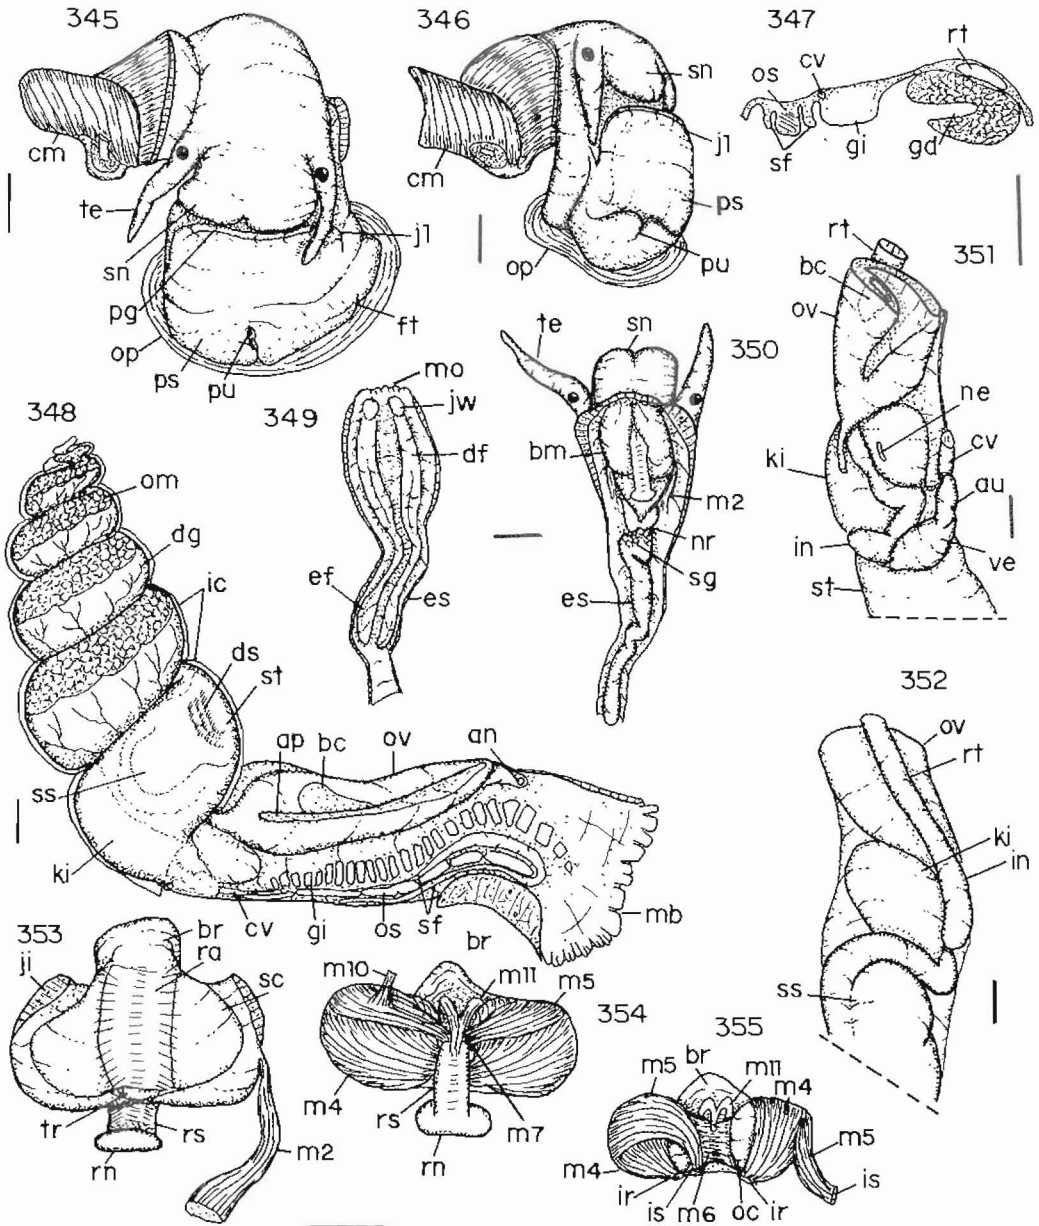 345
cm
te
sn
pg
op
ps
pu
ft
jl
346
cm
op
sn
jl
ps
pu
347
os
cv
rt
sf
gi
gd
348
om
dg
ic
ds
st
ss
ki
ap
bc
ov
an
cv
gi
os
sf
br
mb
349
mo
jw
df
ef
es
350
te
sn
bm
m2
nr
sg
es
351
rt
bc
ov
ne
ki
cv
au
in
ve
st
352
ov
rt
ki
in
ss
353
br
ji
ra
sc
tr
rs
rn
m2
354
m10
m11
m5
m4
rs
m7
rn
355
br
m5
m11
m4
m5
m4
ir
is
m6
oc
ir
is